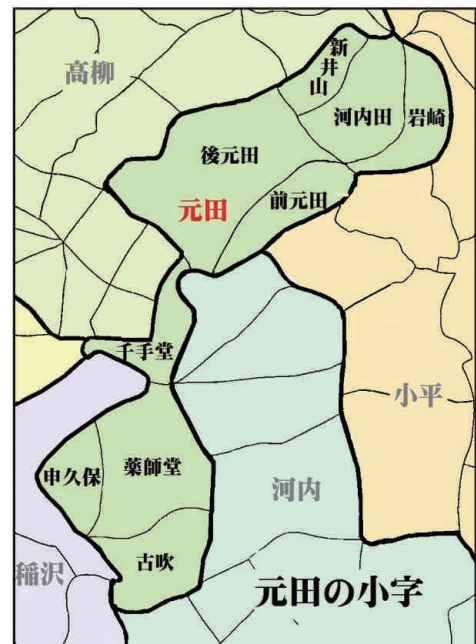 高柳
新井山
河内田
岩崎
後元田
元田
前元田
千手堂
小平
申久保
薬師堂
河内
稲沢
古吹
元田の小字